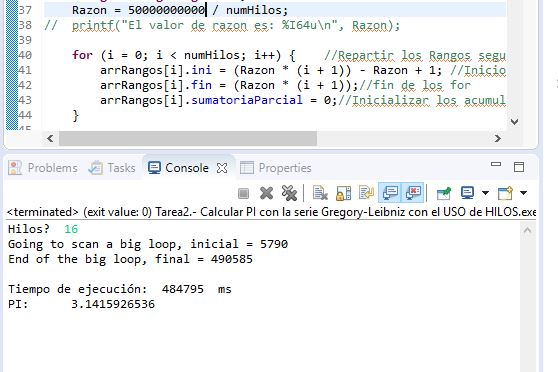 37 Razon = 50000000000 / numHilos;
38 // printf("El valor de razon es: %I64u\n", Razon);
39
40 for (i = 0; i < numHilos; i++) { //Repartir los Rangos segu
41 arrRangos[i].ini = (Razon * (i + 1)) - Razon + 1; //Inicio
42 arrRangos[i].fin = (Razon * (i + 1));//fin de los for
43 arrRangos[i].sumatoriaParcial = 0;//Inicializar los acumul
44 }
Problems Tasks Console Properties
<terminated> (exit value: 0) Tarea2.- Calcular PI con la serie Gregory-Leibniz con el USO de HILOS.exe
Hilos? 16
Going to scan a big loop, inicial = 5790
End of the big loop, final = 490585
Tiempo de ejecución: 484795 ms
PI: 3.1415926536